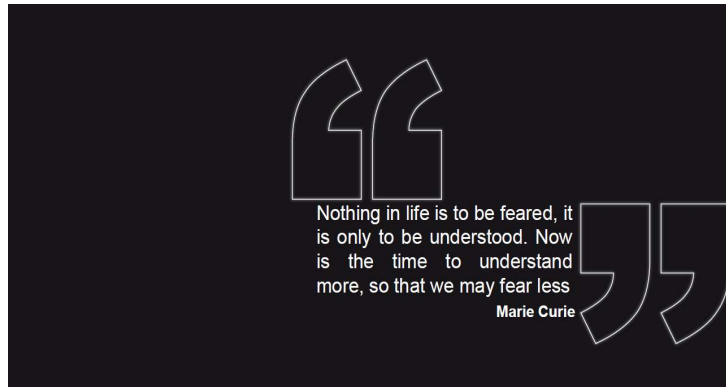 Nothing in life is to be feared, it
is only to be understood. Now
is the time to understand
more, so that we may fear less
Marie Curie